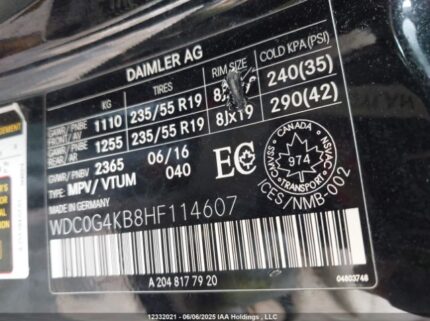 DAIMLER AG
KG TIRES RIM SIZE COLD KPA (PSI)
GAWR/PNBE FRONT/AV 1110 235/55 R19 240(35)
GAWR/PNBE REAR/AR 1255 235/55 R19 8Jx19 290(42)
GVWR/PNBV 2365 06/16
TYPE: MPV/VTUM 040
MADE IN GERMANY
EC
CANADA
CMVSS NSVAC
974
TRANSPORT
ICES/NMB-002
WDC0G4KB8HF114607
A 204 817 79 20
04803748
12332021 - 06/06/2025 IAA Holdings, LLC. | Copyright